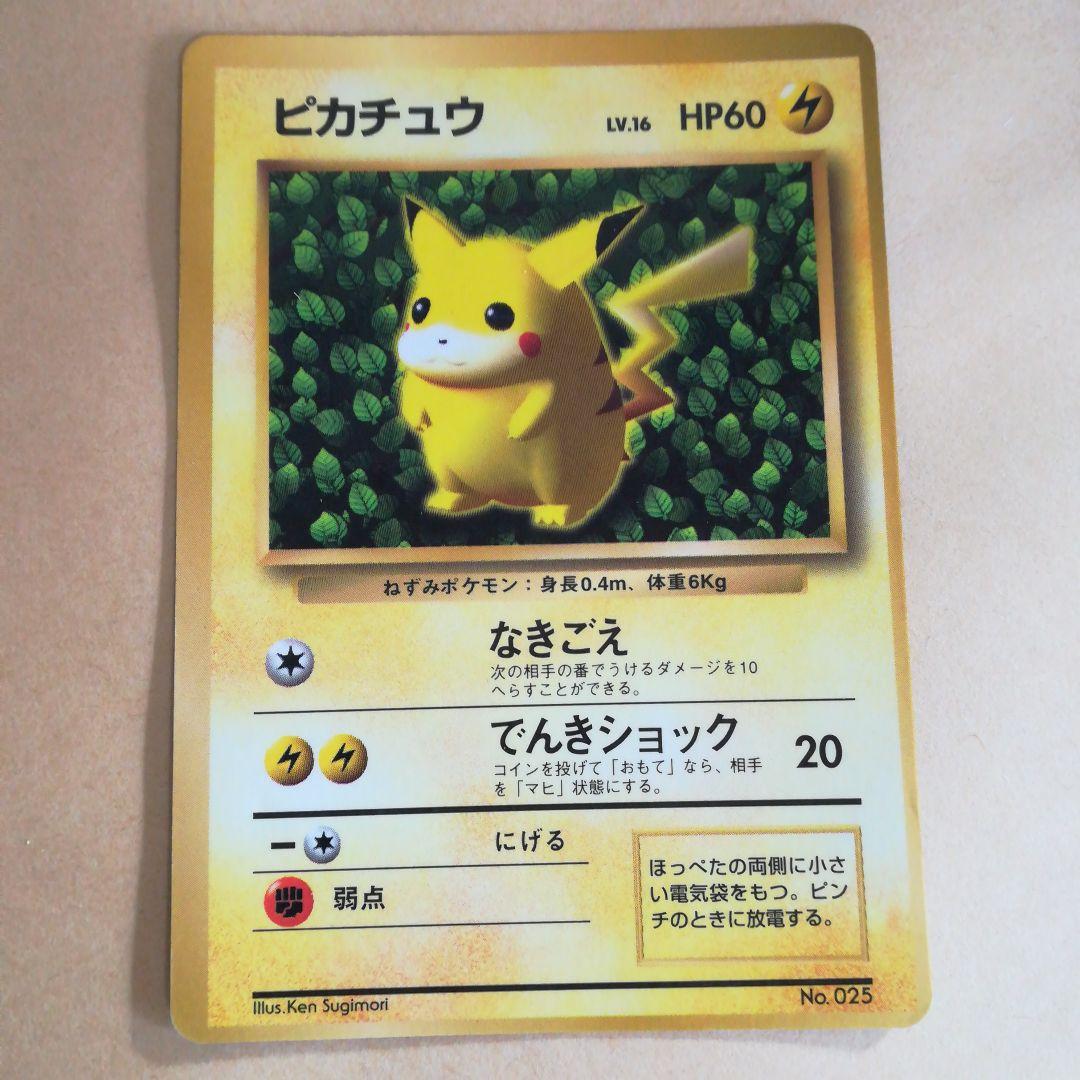 ピカチュウ LV.16 HP60
ねずみポケモン：身長0.4m、体重6Kg
なきごえ
次の相手の番でうけるダメージを10
へらすことができる。
でんきショック 20
コインを投げて「おもて」なら、相手
を「マヒ」状態にする。
にげる
弱点
ほっぺたの両側に小さ
い電気袋をもつ。ピン
チのときに放電する。
Illus.Ken Sugimori No. 025